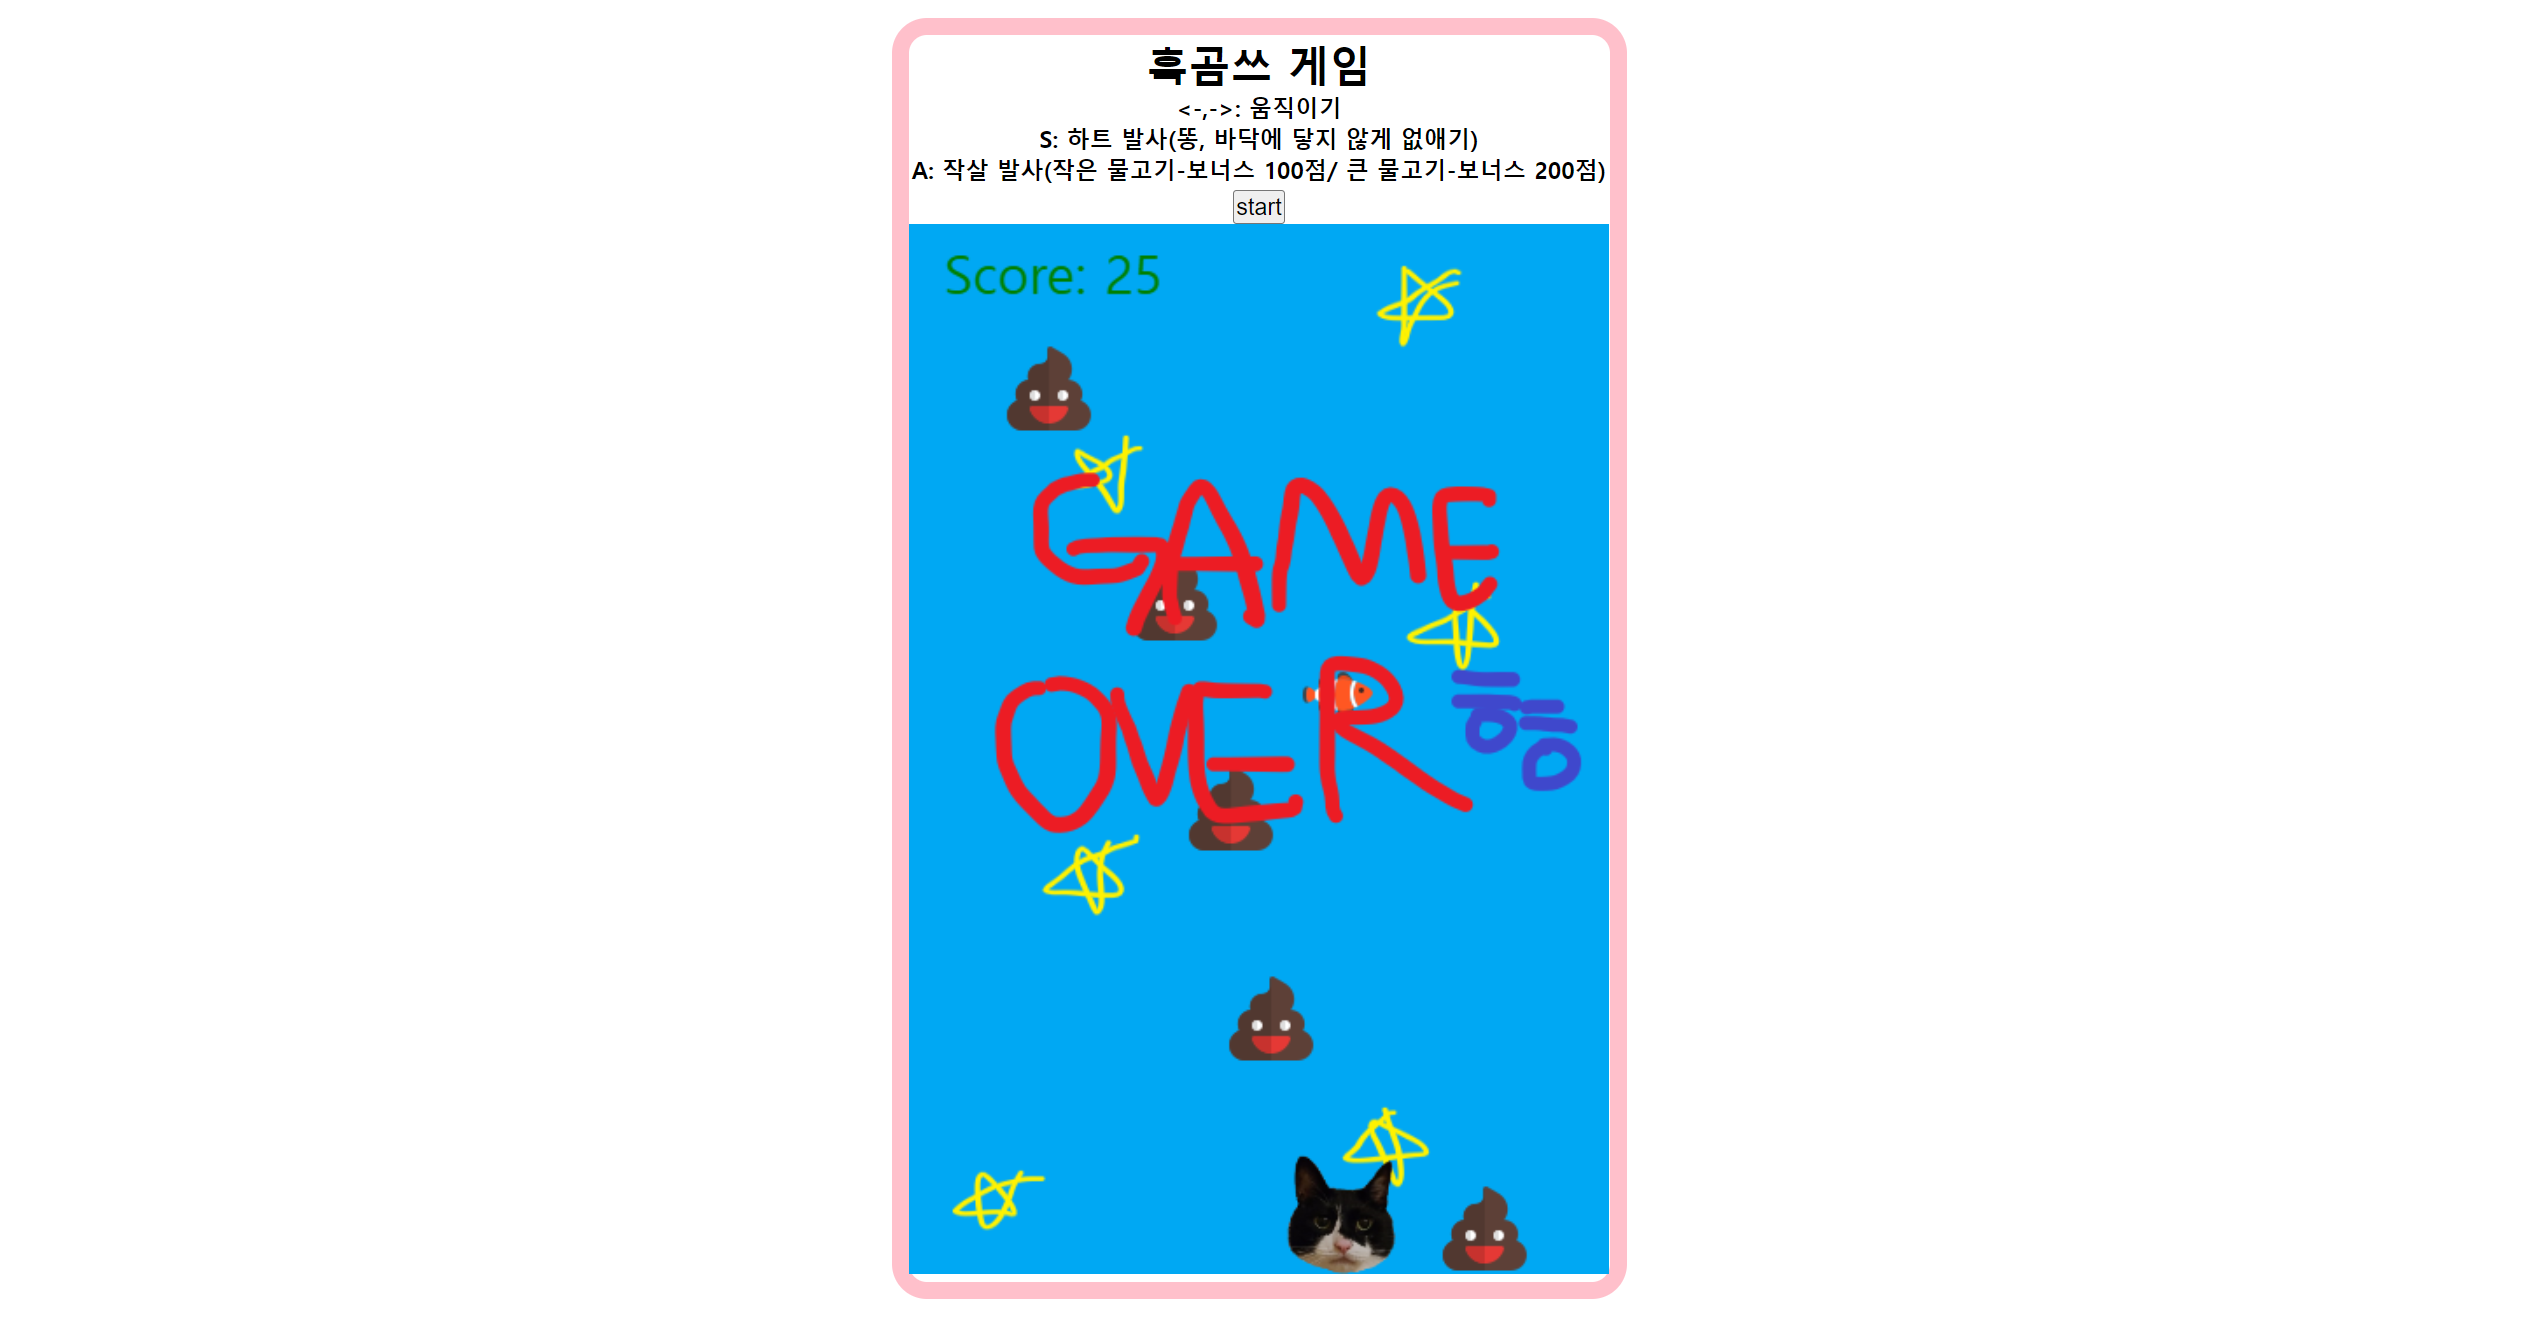 흑곰쓰 게임
<-,->: 움직이기
S: 하트 발사(똥, 바닥에 닿지 않게 없애기)
A: 작살 발사(작은 물고기-보너스 100점/ 큰 물고기-보너스 200점)
start
Score: 25
GAME
OVER